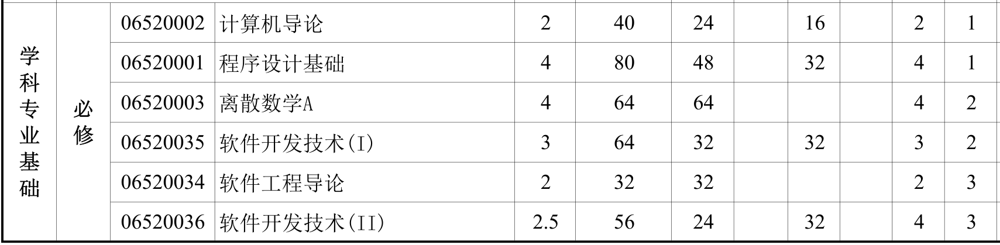 学科专业基础
必修
06520002 计算机导论 2 40 24 16 2 1
06520001 程序设计基础 4 80 48 32 4 1
06520003 离散数学A 4 64 64 4 2
06520035 软件开发技术(I) 3 64 32 32 3 2
06520034 软件工程导论 2 32 32 2 3
06520036 软件开发技术(II) 2.5 56 24 32 4 3